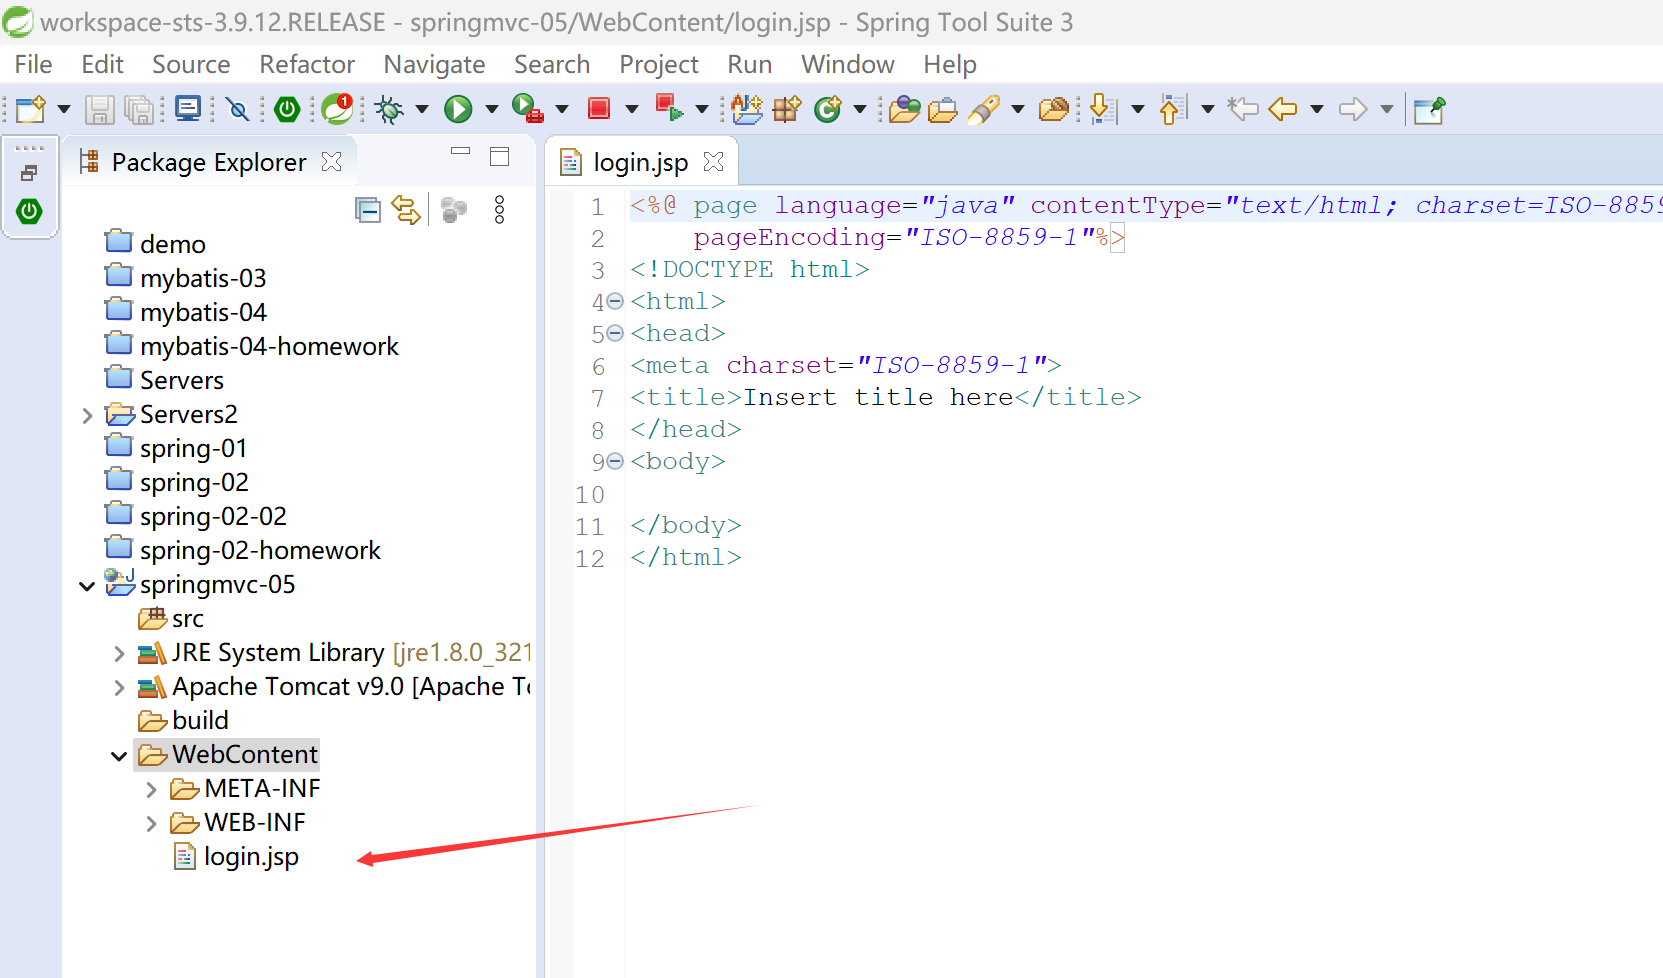 workspace-sts-3.9.12.RELEASE - springmvc-05/WebContent/login.jsp - Spring Tool Suite 3
File Edit Source Refactor Navigate Search Project Run Window Help
1
Package Explorer
login.jsp
demo
mybatis-03
mybatis-04
mybatis-04-homework
Servers
Servers2
spring-01
spring-02
spring-02-02
spring-02-homework
springmvc-05
src
JRE System Library [jre1.8.0_321
Apache Tomcat v9.0 [Apache To
build
WebContent
META-INF
WEB-INF
login.jsp
1 <%@ page language="java" contentType="text/html; charset=ISO-8859
2 pageEncoding="ISO-8859-1"%>
3 <!DOCTYPE html>
4 <html>
5 <head>
6 <meta charset="ISO-8859-1">
7 <title>Insert title here</title>
8 </head>
9 <body>
10
11 </body>
12 </html>